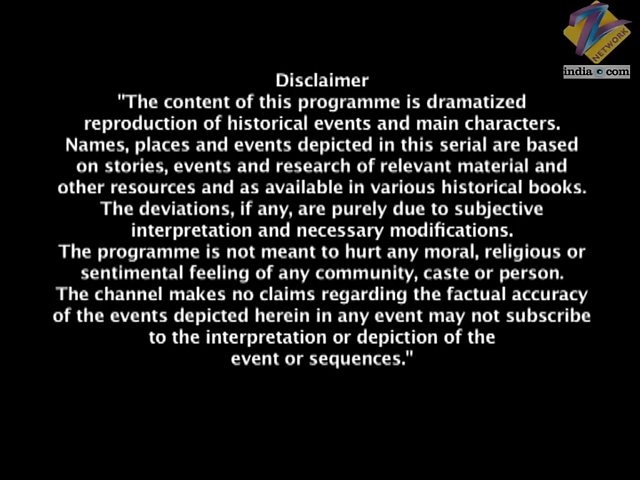 Z
NETWORK
india.com
Disclaimer
"The content of this programme is dramatized
reproduction of historical events and main characters.
Names, places and events depicted in this serial are based
on stories, events and research of relevant material and
other resources and as available in various historical books.
The deviations, if any, are purely due to subjective
interpretation and necessary modifications.
The programme is not meant to hurt any moral, religious or
sentimental feeling of any community, caste or person.
The channel makes no claims regarding the factual accuracy
of the events depicted herein in any event may not subscribe
to the interpretation or depiction of the
event or sequences."